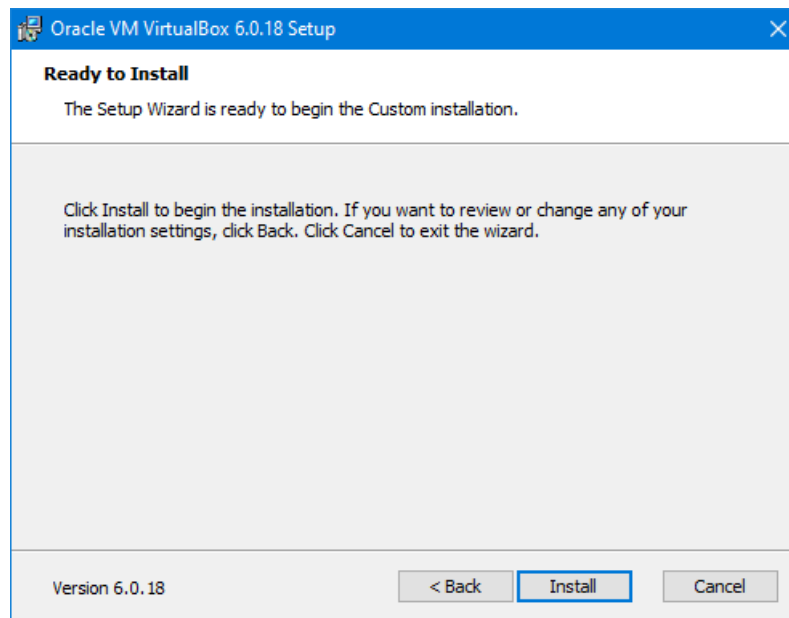 Oracle VM VirtualBox 6.0.18 Setup
Ready to Install
The Setup Wizard is ready to begin the Custom installation.
Click Install to begin the installation. If you want to review or change any of your
installation settings, click Back. Click Cancel to exit the wizard.
Version 6.0.18
< Back
Install
Cancel